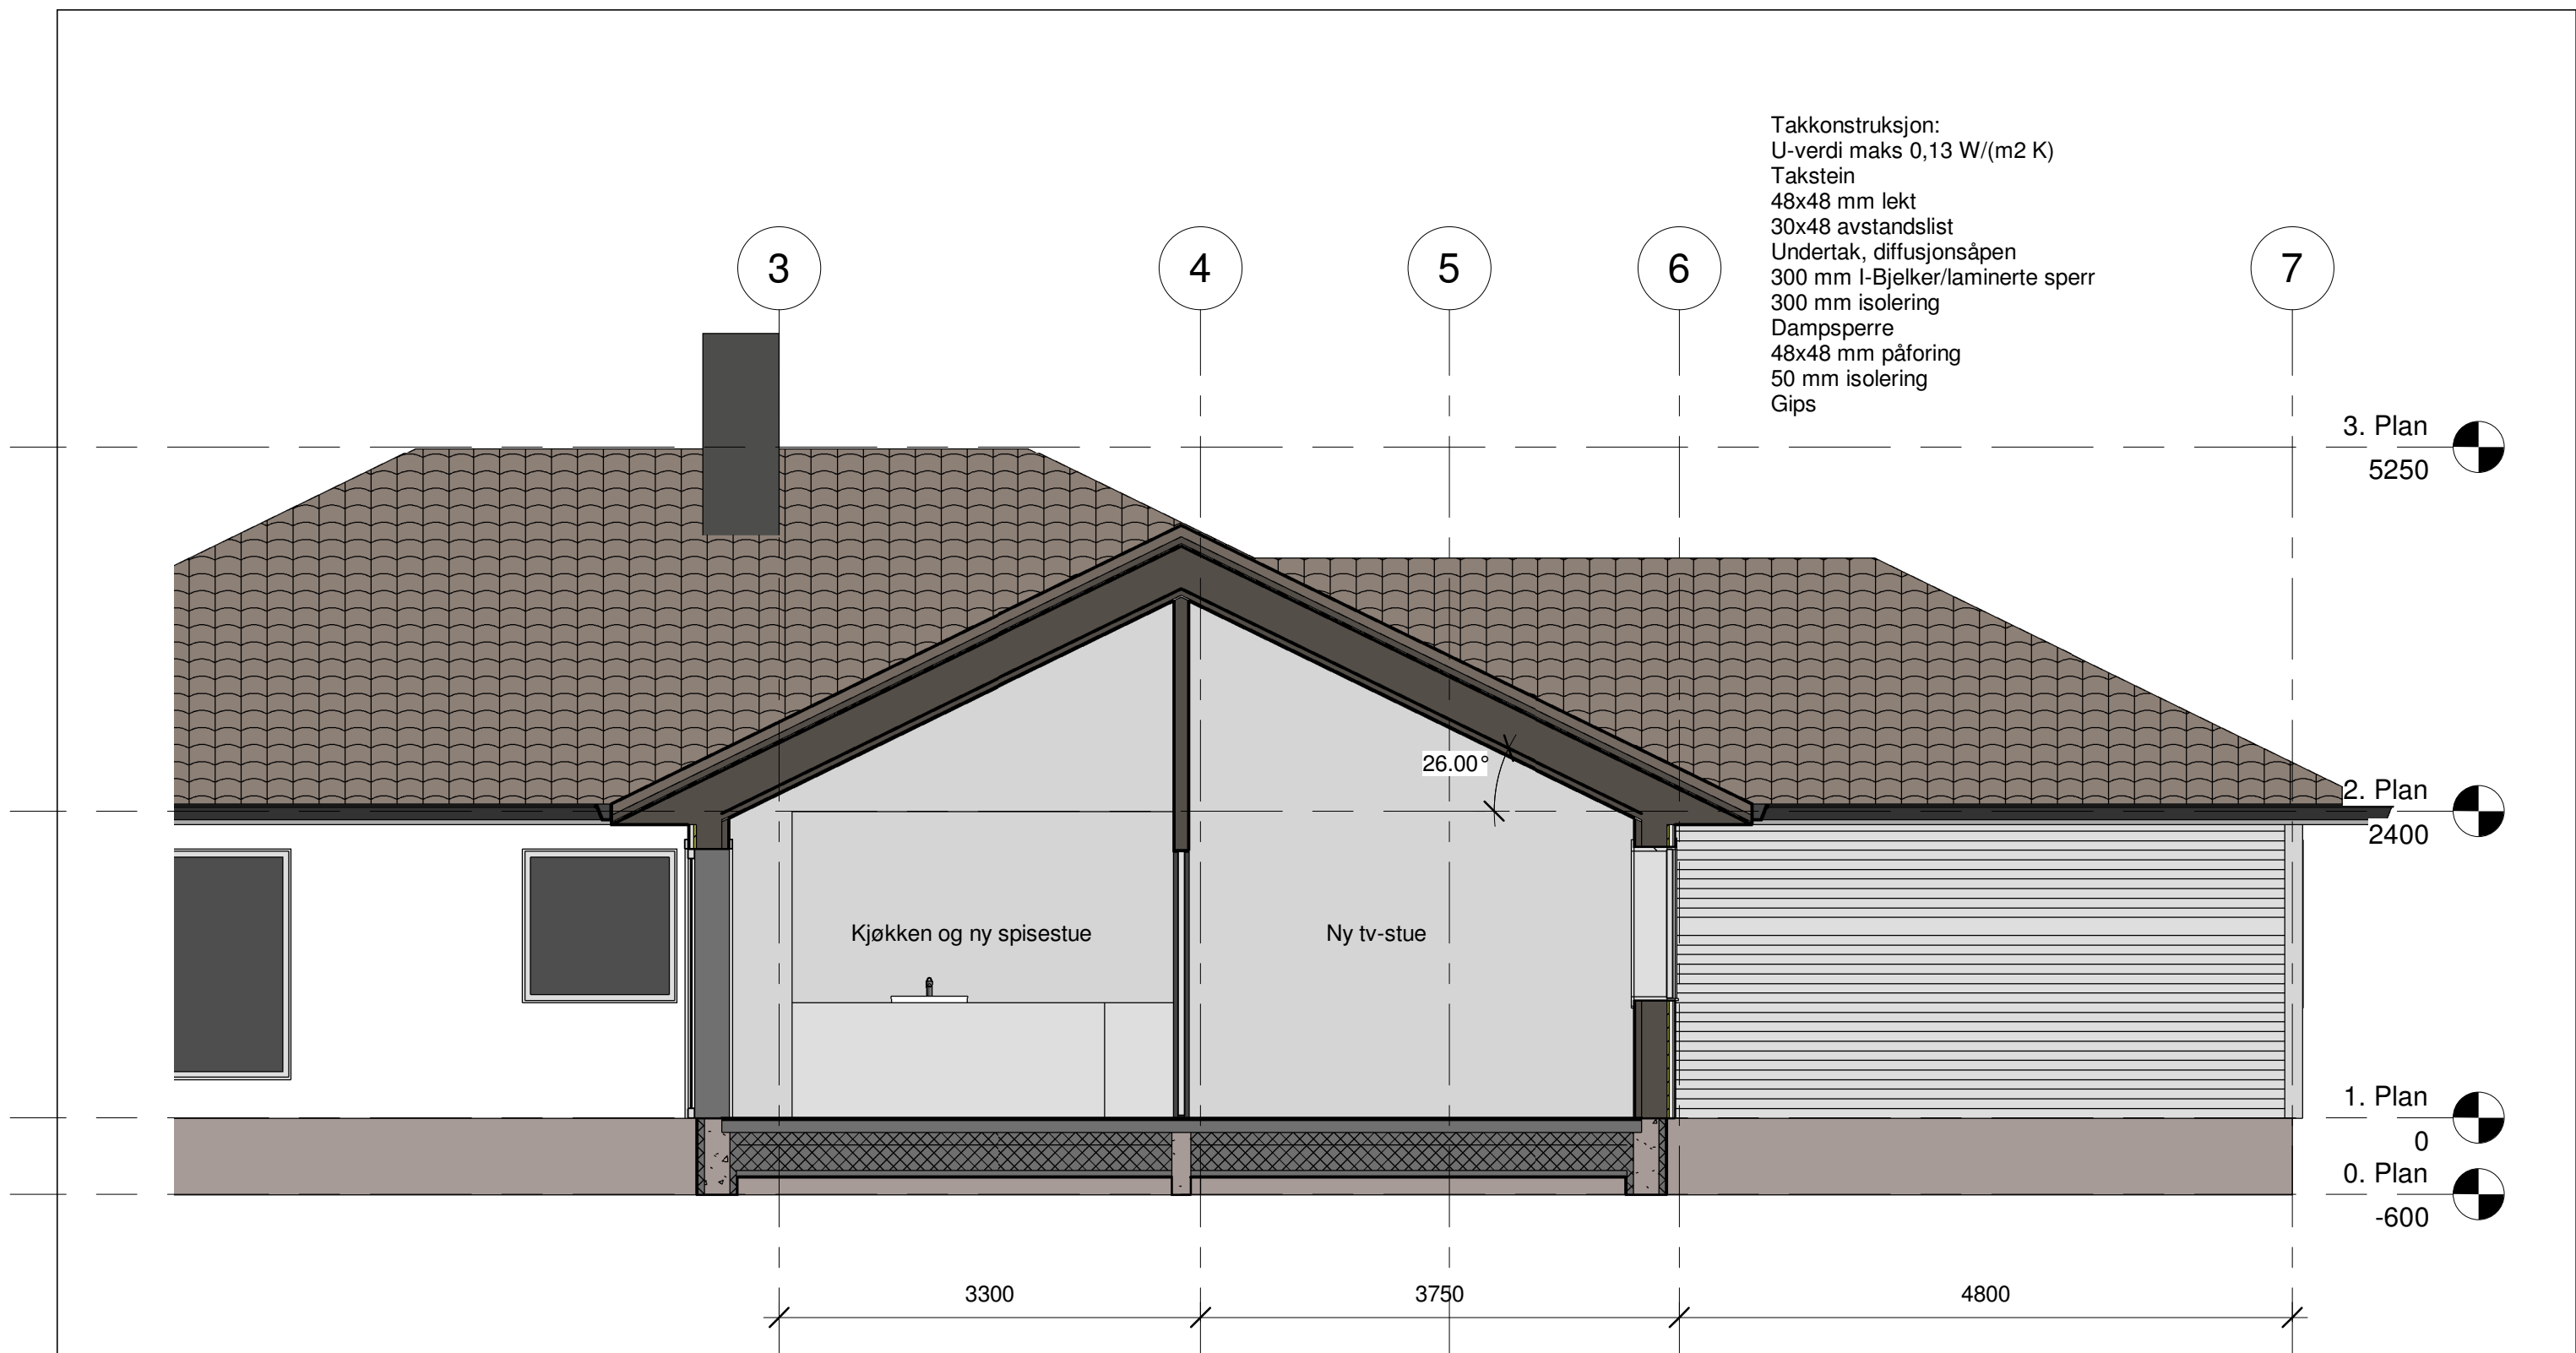 Takkonstruksjon:
U-verdi maks 0,13 W/(m2 K)
Takstein
48x48 mm lekt
30x48 avstandslist
Undertak, diffusjonsåpen
300 mm I-Bjelker/laminerte sperr
300 mm isolering
Dampsperre
48x48 mm påforing
50 mm isolering
Gips
3 4 5 6 7
3. Plan
5250
26.00°
2. Plan
2400
Kjøkken og ny spisestue
Ny tv-stue
1. Plan
0
0. Plan
-600
3300 3750 4800